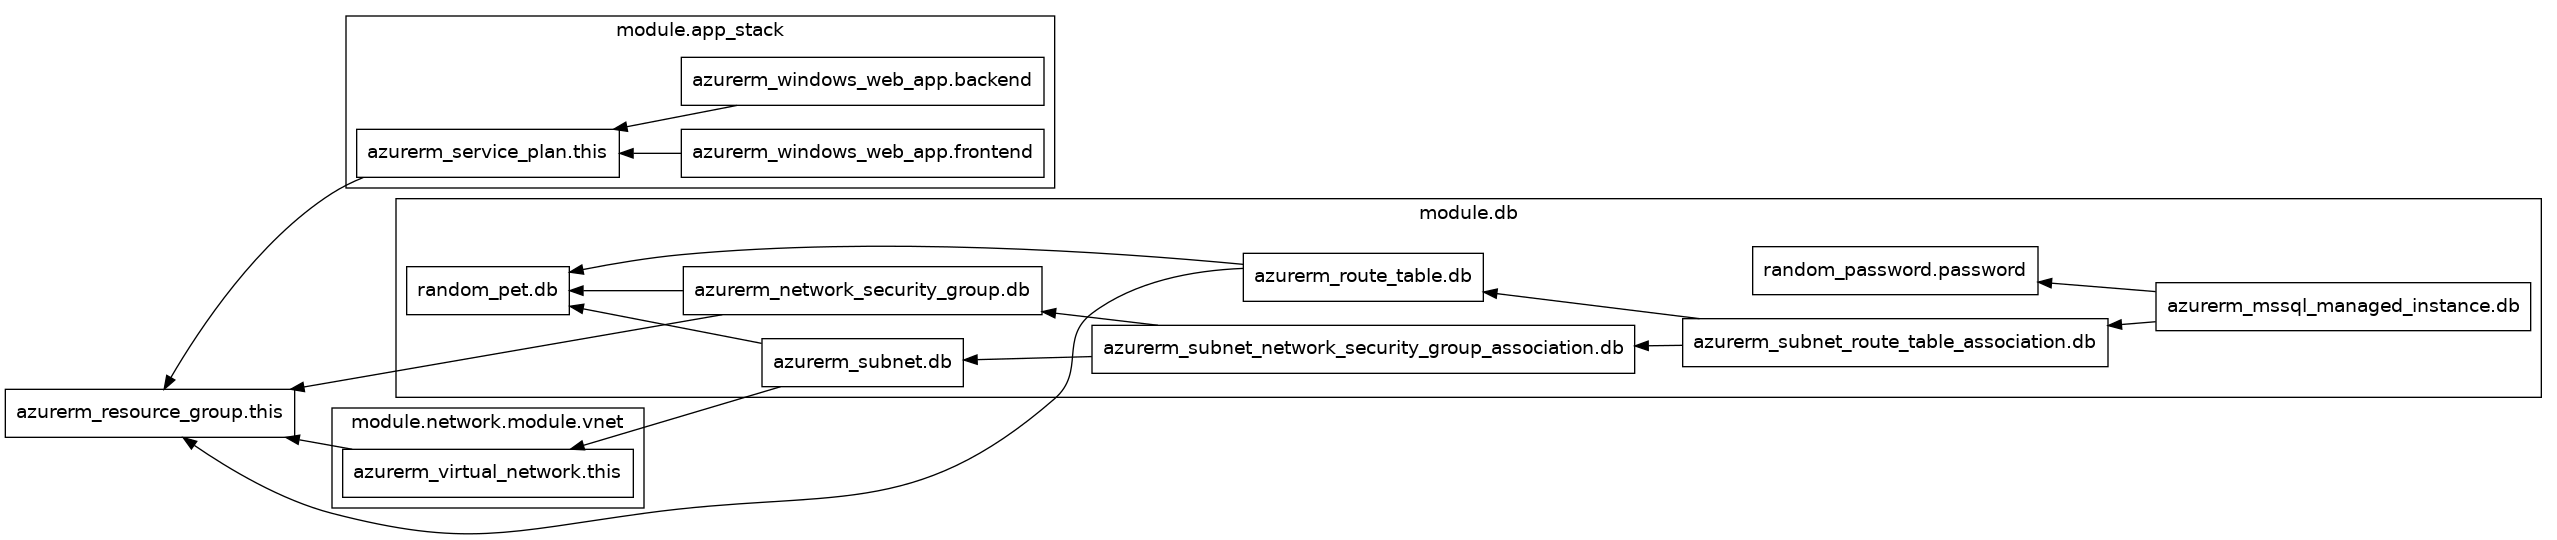 module.app_stack
azurerm_windows_web_app.backend
azurerm_service_plan.this
azurerm_windows_web_app.frontend
module.db
random_pet.db
azurerm_network_security_group.db
azurerm_route_table.db
random_password.password
azurerm_mssql_managed_instance.db
azurerm_subnet.db
azurerm_subnet_network_security_group_association.db
azurerm_subnet_route_table_association.db
azurerm_resource_group.this
module.network.module.vnet
azurerm_virtual_network.this